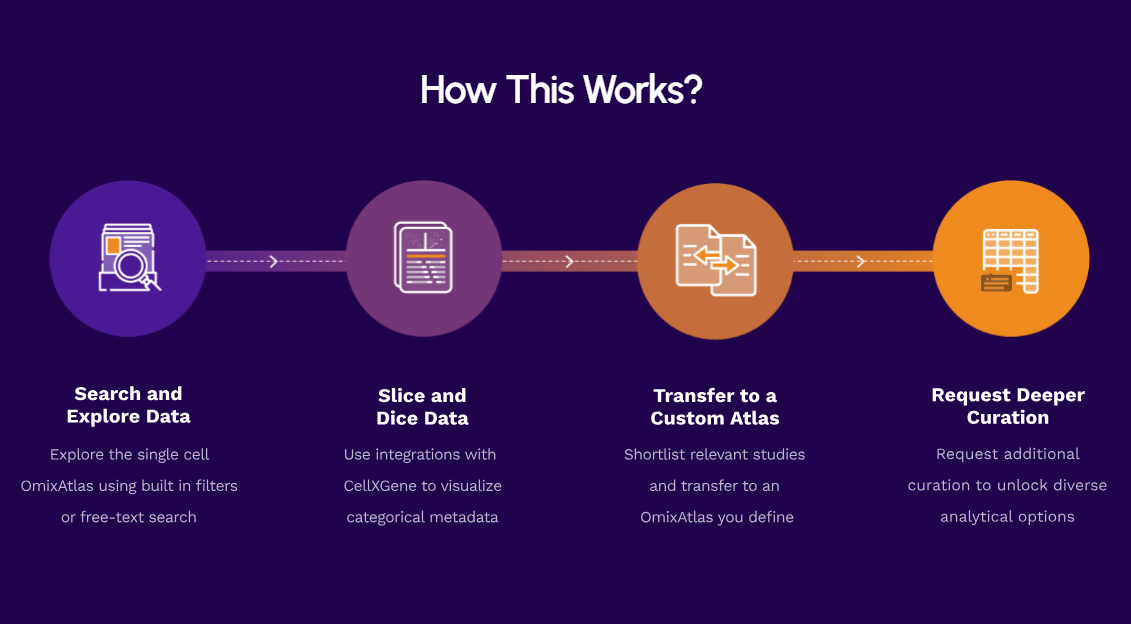 How This Works?
Search and
Explore Data
Explore the single cell
OmixAtlas using built in filters
or free-text search
Slice and
Dice Data
Use integrations with
CellXGene to visualize
categorical metadata
Transfer to a
Custom Atlas
Shortlist relevant studies
and transfer to an
OmixAtlas you define
Request Deeper
Curation
Request additional
curation to unlock diverse
analytical options